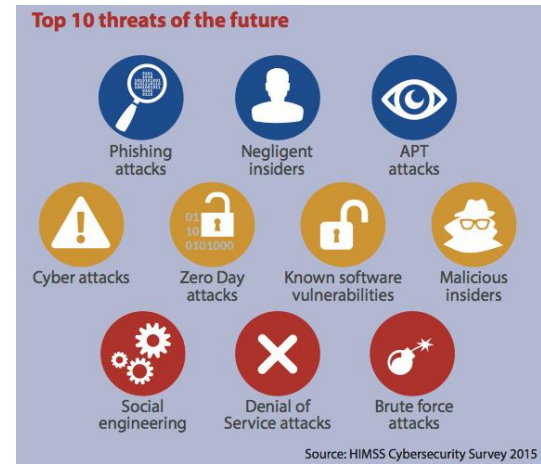 Top 10 threats of the future
Phishing
attacks
Negligent
insiders
APT
attacks
Cyber attacks
Zero Day
attacks
Known software
vulnerabilities
Malicious
insiders
Social
engineering
Denial of
Service attacks
Brute force
attacks
Source: HIMSS Cybersecurity Survey 2015